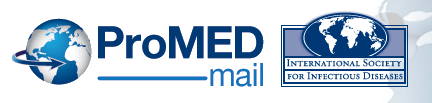 ProMED
mail
INTERNATIONAL SOCIETY
FOR INFECTIOUS DISEASES